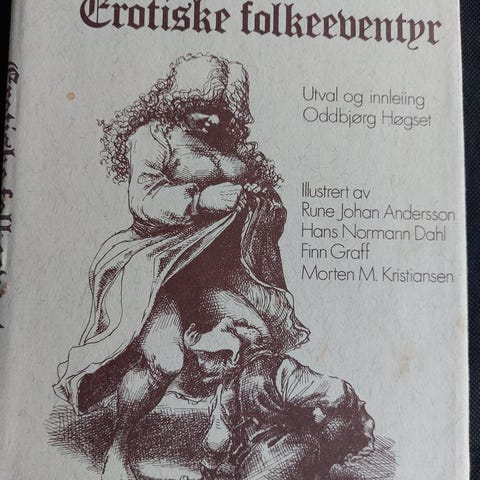 Erotiske folkeeventyr
Utval og innleiing
Oddbjørg Høgset
Illustrert av
Rune Johan Andersson
Hans Normann Dahl
Finn Graff
Morten M. Kristiansen